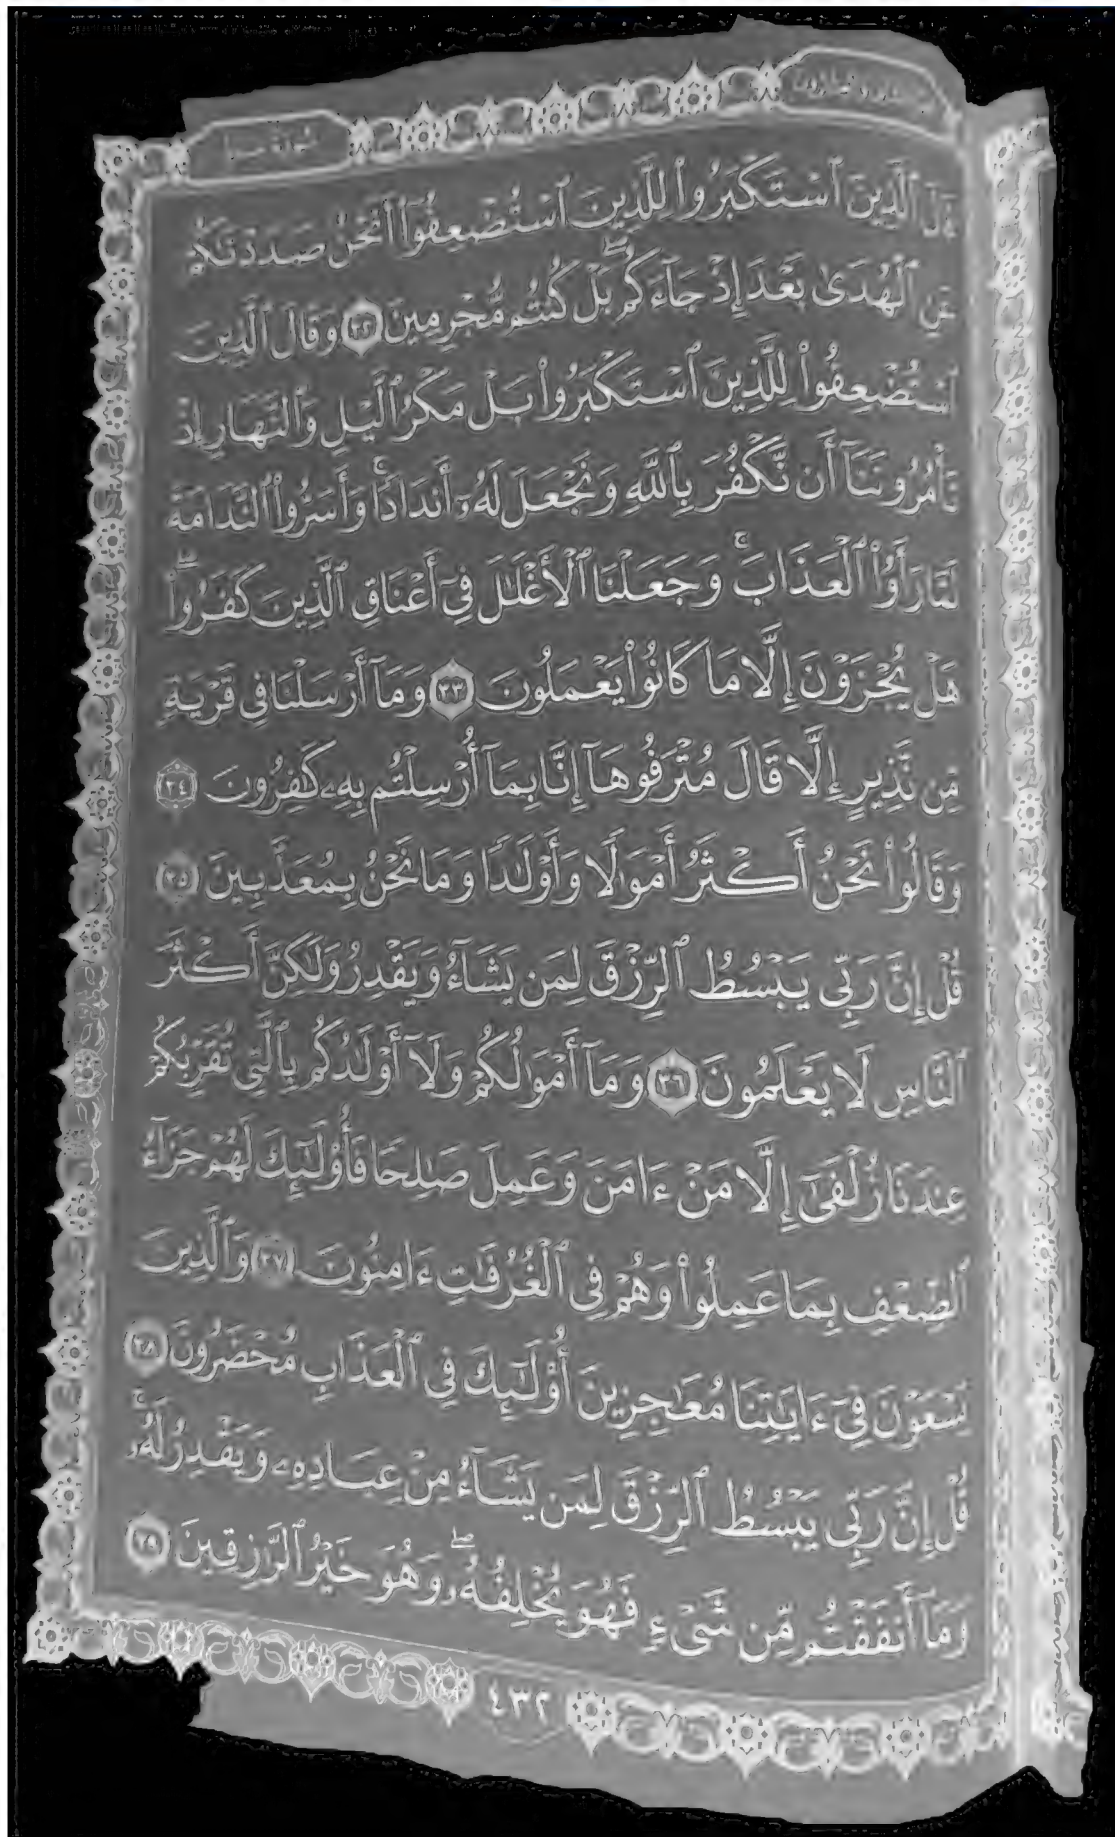 سورة سبأ
قَالَ ٱلَّذِينَ ٱسْتَكْبَرُوا۟ لِلَّذِينَ ٱسْتُضْعِفُوٓا۟ أَنَحْنُ صَدَدْنَٰكُمْ
عَنِ ٱلْهُدَىٰ بَعْدَ إِذْ جَآءَكُم ۖ بَلْ كُنتُم مُّجْرِمِينَ ٣٢ وَقَالَ ٱلَّذِينَ
ٱسْتُضْعِفُوا۟ لِلَّذِينَ ٱسْتَكْبَرُوا۟ بَلْ مَكْرُ ٱلَّيْلِ وَٱلنَّهَارِ إِذْ
تَأْمُرُونَنَآ أَن نَّكْفُرَ بِٱللَّهِ وَنَجْعَلَ لَهُۥٓ أَندَادًا ۚ وَأَسَرُّوا۟ ٱلنَّدَامَةَ
لَمَّا رَأَوُا۟ ٱلْعَذَابَ ۚ وَجَعَلْنَا ٱلْأَغْلَٰلَ فِىٓ أَعْنَاقِ ٱلَّذِينَ كَفَرُوا۟ ۖ
هَلْ يُجْزَوْنَ إِلَّا مَا كَانُوا۟ يَعْمَلُونَ ٣٣ وَمَآ أَرْسَلْنَا فِى قَرْيَةٍ
مِّن نَّذِيرٍ إِلَّا قَالَ مُتْرَفُوهَآ إِنَّا بِمَآ أُرْسِلْتُم بِهِۦ كَٰفِرُونَ ٣٤
وَقَالُوا۟ نَحْنُ أَكْثَرُ أَمْوَٰلًا وَأَوْلَٰدًا وَمَا نَحْنُ بِمُعَذَّبِينَ ٣٥
قُلْ إِنَّ رَبِّى يَبْسُطُ ٱلرِّزْقَ لِمَن يَشَآءُ وَيَقْدِرُ وَلَٰكِنَّ أَكْثَرَ
ٱلنَّاسِ لَا يَعْلَمُونَ ٣٦ وَمَآ أَمْوَٰلُكُمْ وَلَآ أَوْلَٰدُكُم بِٱلَّتِى تُقَرِّبُكُمْ
عِندَنَا زُلْفَىٰٓ إِلَّا مَنْ ءَامَنَ وَعَمِلَ صَٰلِحًا فَأُو۟لَٰٓئِكَ لَهُمْ جَزَآءُ
ٱلضِّعْفِ بِمَا عَمِلُوا۟ وَهُمْ فِى ٱلْغُرُفَٰتِ ءَامِنُونَ ٣٧ وَٱلَّذِينَ
يَسْعَوْنَ فِىٓ ءَايَٰتِنَا مُعَٰجِزِينَ أُو۟لَٰٓئِكَ فِى ٱلْعَذَابِ مُحْضَرُونَ ٣٨
قُلْ إِنَّ رَبِّى يَبْسُطُ ٱلرِّزْقَ لِمَن يَشَآءُ مِنْ عِبَادِهِۦ وَيَقْدِرُ لَهُۥ ۚ
وَمَآ أَنفَقْتُم مِّن شَىْءٍ فَهُوَ يُخْلِفُهُۥ ۖ وَهُوَ خَيْرُ ٱلرَّٰزِقِينَ ٣٩
٤٣٢